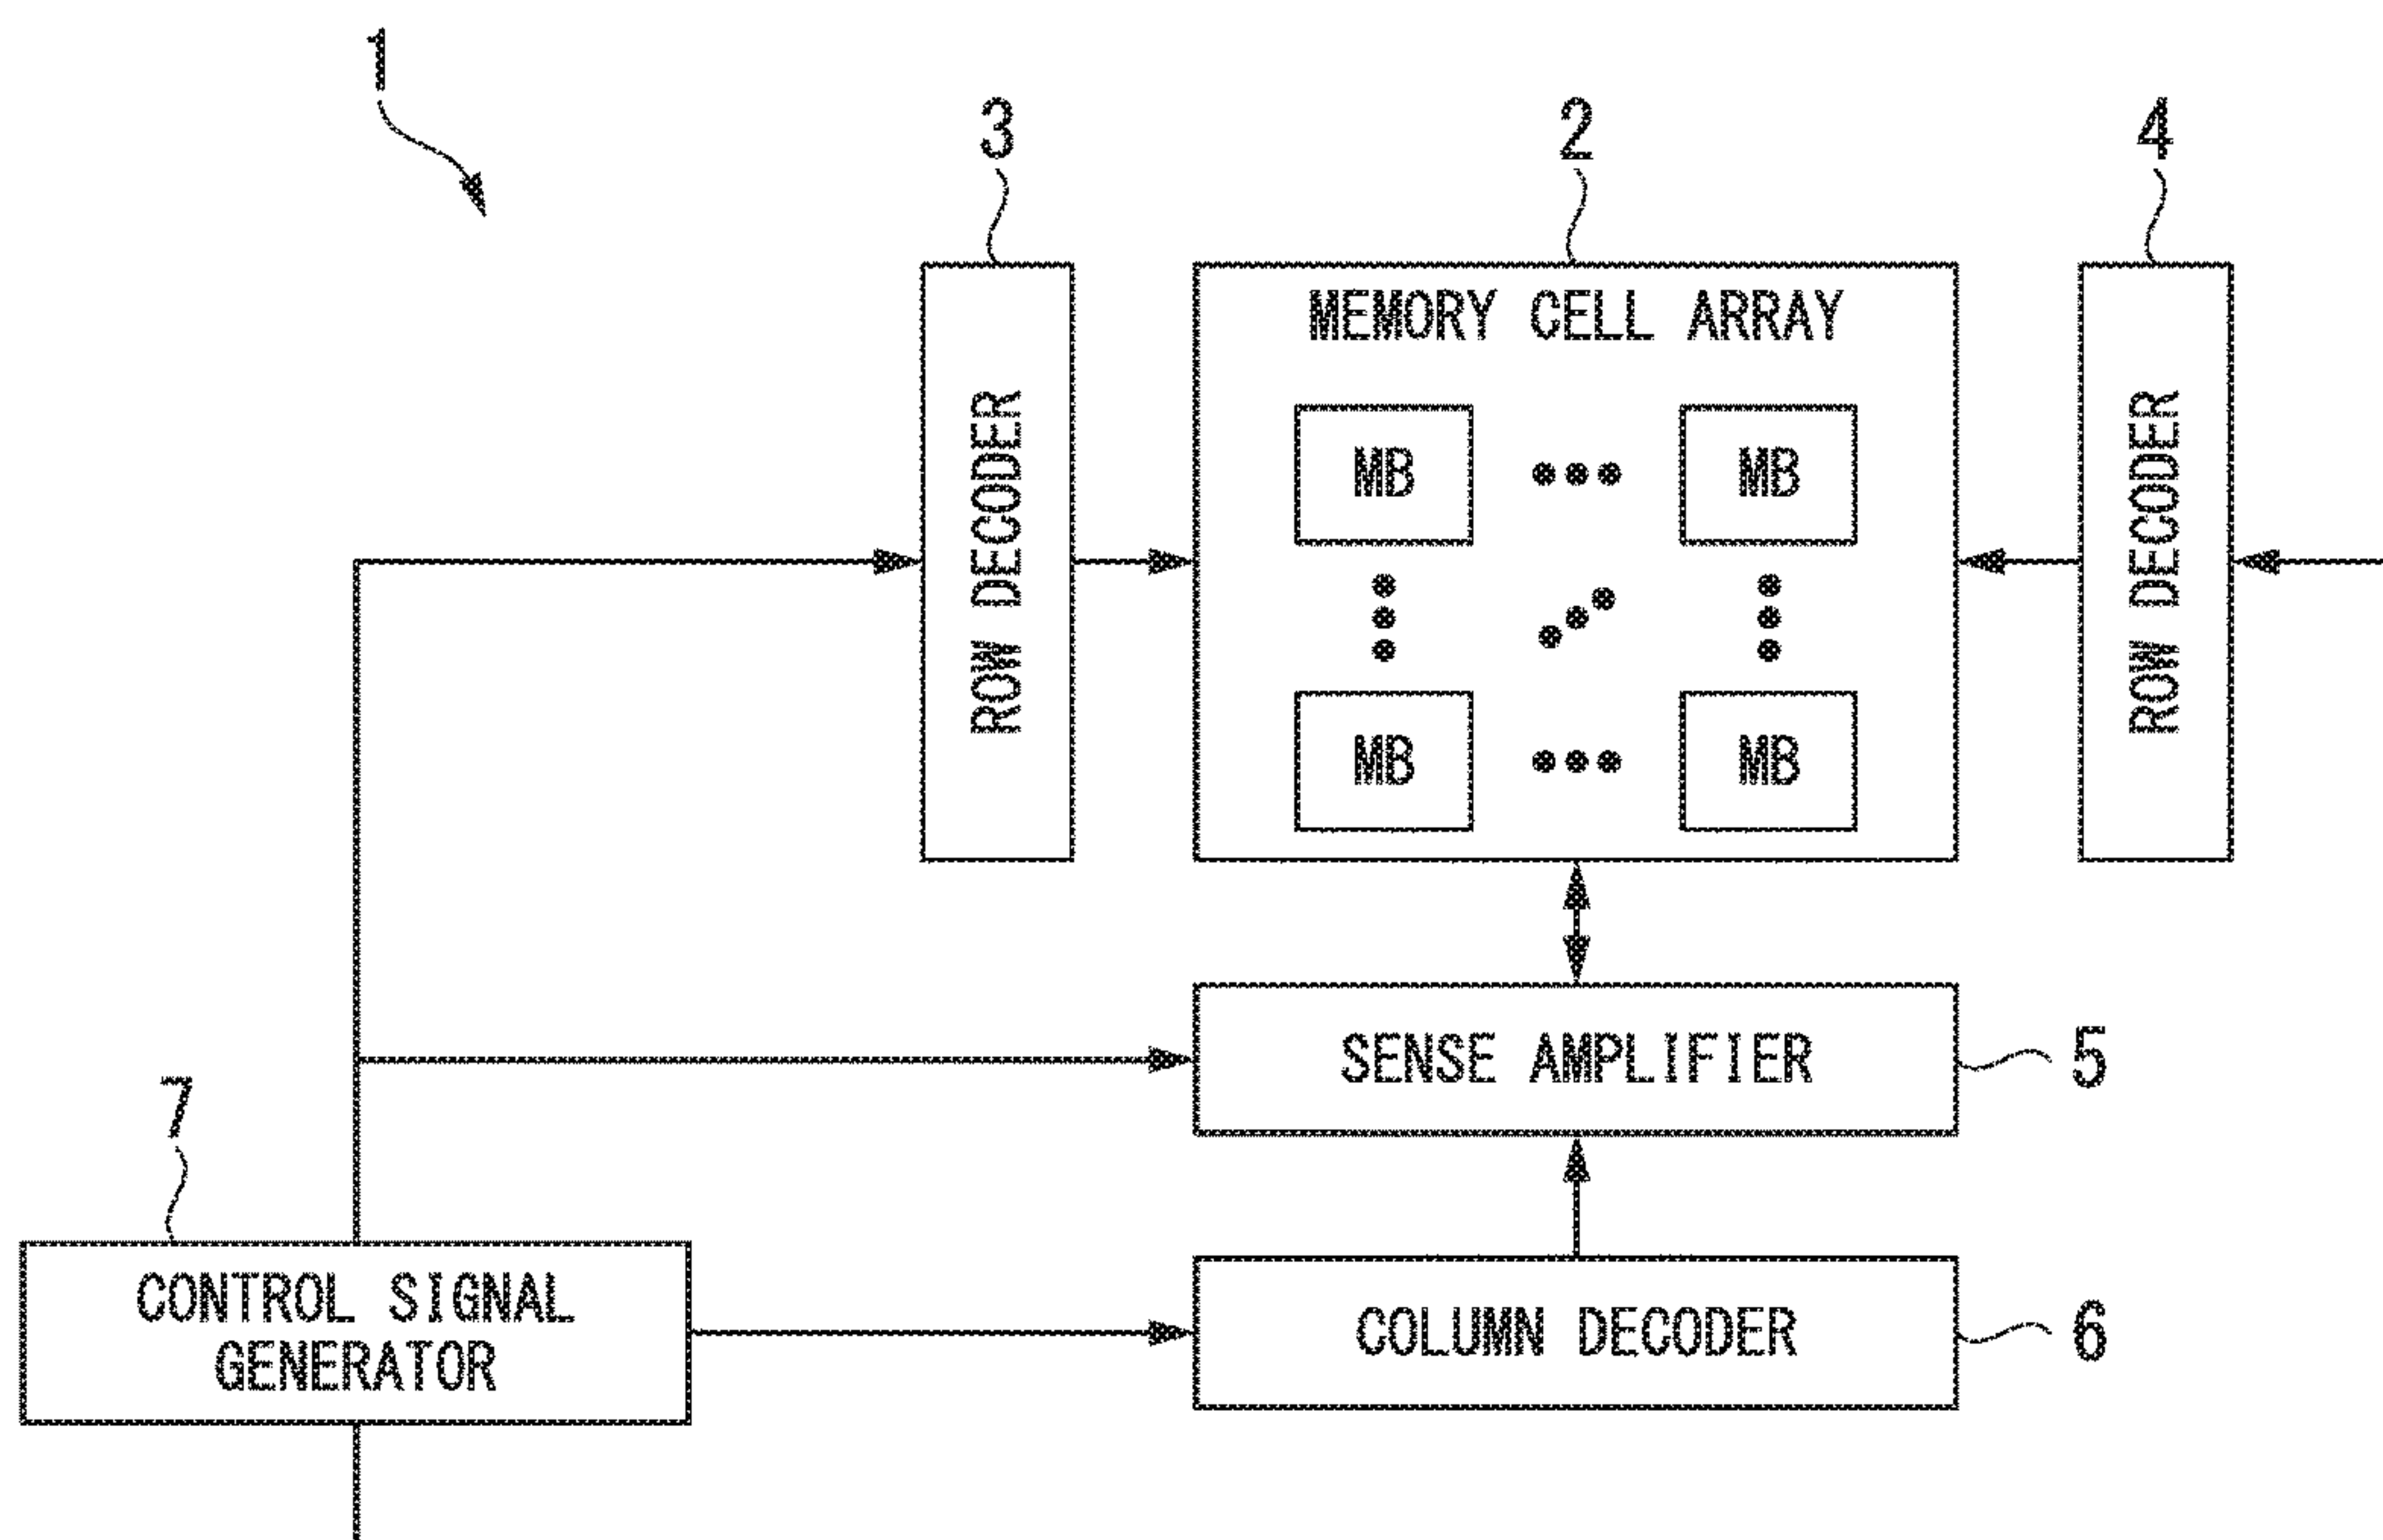 1
3
2
4
MEMORY CELL ARRAY
ROW DECODER
MB
MB
ROW DECODER
MB
MB
SENSE AMPLIFIER
5
7
CONTROL SIGNAL
GENERATOR
COLUMN DECODER
6